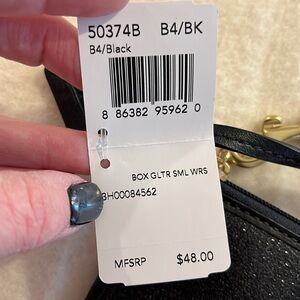 50374B B4/BK
B4/Black
8 86382 95962 0
BOX GLTR SML WRS
BH00084562
MFSRP $48.00